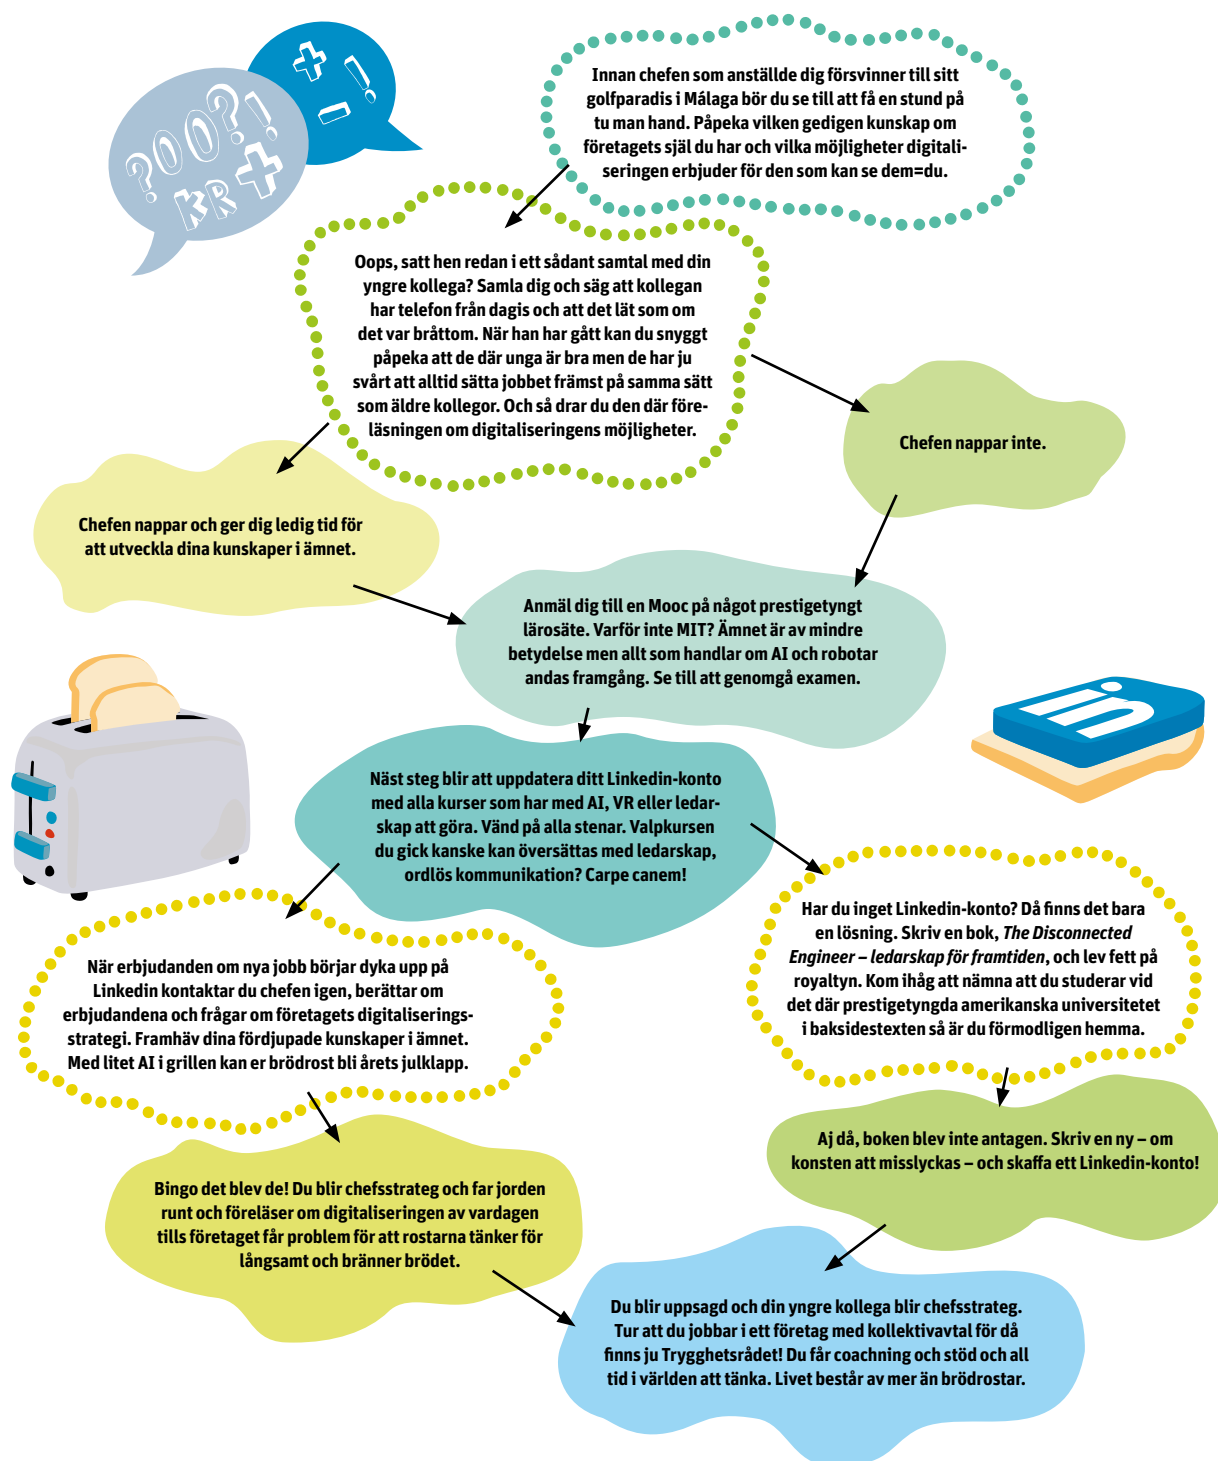 ?OO?!
KR+
+ - !
Innan chefen som anställde dig försvinner till sitt
golfparadis i Málaga bör du se till att få en stund på
tu man hand. Påpeka vilken gedigen kunskap om
företagets själ du har och vilka möjligheter digitali-
seringen erbjuder för den som kan se dem=du.
Oops, satt hen redan i ett sådant samtal med din
yngre kollega? Samla dig och säg att kollegan
har telefon från dagis och att det lät som om
det var bråttom. När han har gått kan du snyggt
påpeka att de där unga är bra men de har ju
svårt att alltid sätta jobbet främst på samma sätt
som äldre kollegor. Och så drar du den där före-
läsningen om digitaliseringens möjligheter.
Chefen nappar inte.
Chefen nappar och ger dig ledig tid för
att utveckla dina kunskaper i ämnet.
Anmäl dig till en Mooc på något prestigetyngt
lärosäte. Varför inte MIT? Ämnet är av mindre
betydelse men allt som handlar om AI och robotar
andas framgång. Se till att genomgå examen.
in
Näst steg blir att uppdatera ditt Linkedin-konto
med alla kurser som har med AI, VR eller ledar-
skap att göra. Vänd på alla stenar. Valpkursen
du gick kanske kan översättas med ledarskap,
ordlös kommunikation? Carpe canem!
Har du inget Linkedin-konto? Då finns det bara
en lösning. Skriv en bok, The Disconnected
Engineer – ledarskap för framtiden, och lev fett på
royaltyn. Kom ihåg att nämna att du studerar vid
det där prestigetyngda amerikanska universitetet
i baksidestexten så är du förmodligen hemma.
När erbjudanden om nya jobb börjar dyka upp på
Linkedin kontaktar du chefen igen, berättar om
erbjudandena och frågar om företagets digitaliserings-
strategi. Framhäv dina fördjupade kunskaper i ämnet.
Med litet AI i grillen kan er brödrost bli årets julklapp.
Aj då, boken blev inte antagen. Skriv en ny – om
konsten att misslyckas – och skaffa ett Linkedin-konto!
Bingo det blev de! Du blir chefsstrateg och far jorden
runt och föreläser om digitaliseringen av vardagen
tills företaget får problem för att rostarna tänker för
långsamt och bränner brödet.
Du blir uppsagd och din yngre kollega blir chefsstrateg.
Tur att du jobbar i ett företag med kollektivavtal för då
finns ju Trygghetsrådet! Du får coachning och stöd och all
tid i världen att tänka. Livet består av mer än brödrostar.